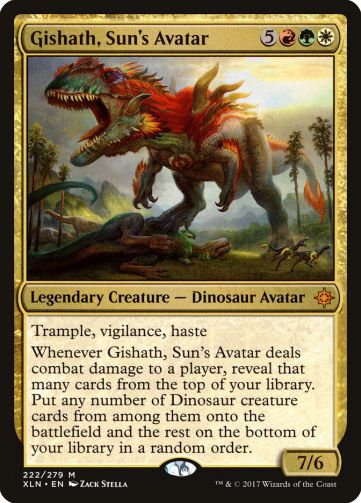 Gishath, Sun's Avatar 5
Legendary Creature — Dinosaur Avatar
Trample, vigilance, haste
Whenever Gishath, Sun's Avatar deals
combat damage to a player, reveal that
many cards from the top of your library.
Put any number of Dinosaur creature
cards from among them onto the
battlefield and the rest on the bottom of
your library in a random order.
7/6
222/279 M
XLN • EN Zack Stella
™ & © 2017 Wizards of the Coast